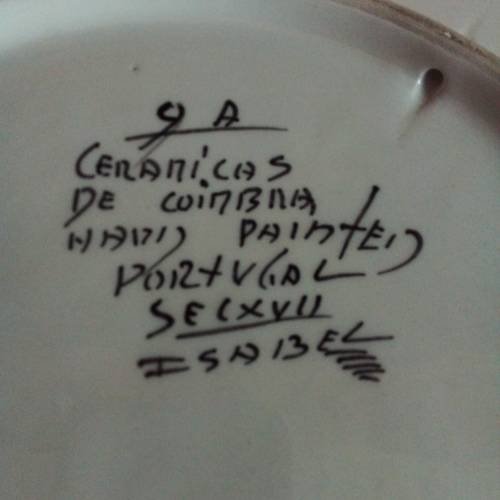 9 A
CERAMiCAS
DE COiMBRA
HAND PAINTED
PORTUGAL
SEC XVII
ISABEL